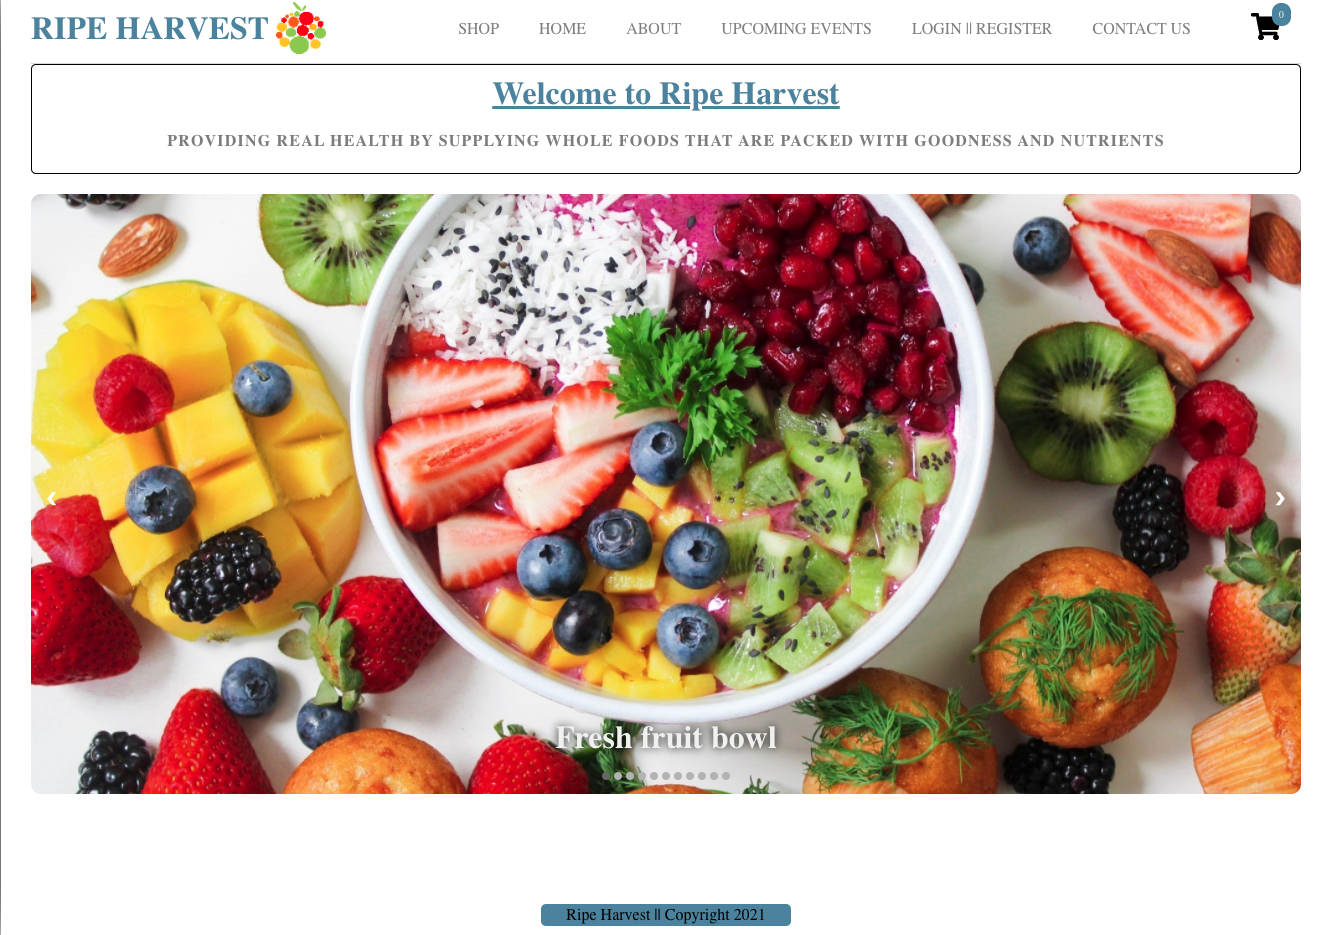 RIPE HARVEST
SHOP HOME ABOUT UPCOMING EVENTS LOGIN || REGISTER CONTACT US
0
Welcome to Ripe Harvest
PROVIDING REAL HEALTH BY SUPPLYING WHOLE FOODS THAT ARE PACKED WITH GOODNESS AND NUTRIENTS
‹ ›
Fresh fruit bowl
Ripe Harvest || Copyright 2021